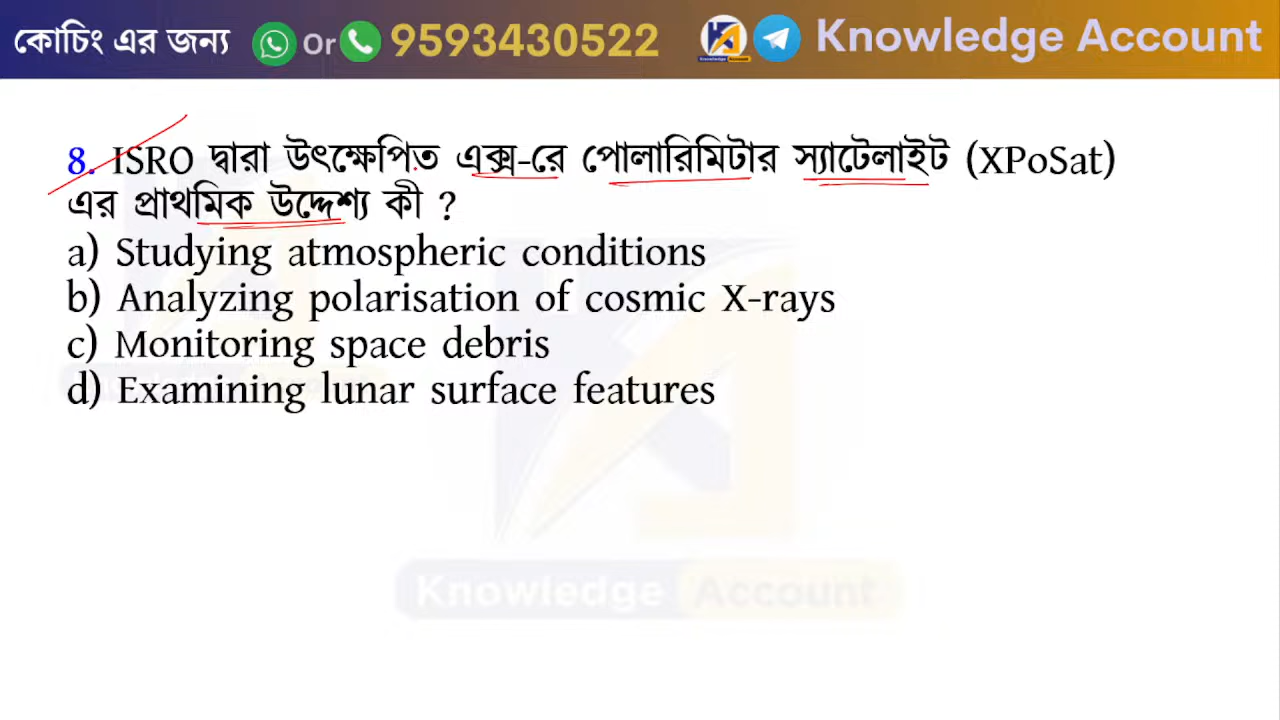 কোচিং এর জন্য Or 9593430522 Knowledge Account
8. ISRO দ্বারা উৎক্ষেপিত এক্স-রে পোলারিমিটার স্যাটেলাইট (XPoSat)
এর প্রাথমিক উদ্দেশ্য কী ?
a) Studying atmospheric conditions
b) Analyzing polarisation of cosmic X-rays
c) Monitoring space debris
d) Examining lunar surface features
Knowledge Account